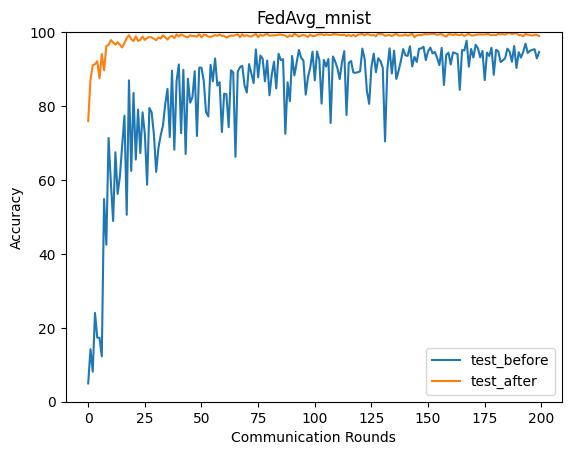 FedAvg_mnist
100
80
60
40
20
0
Accuracy
0 25 50 75 100 125 150 175 200
Communication Rounds
test_before
test_after